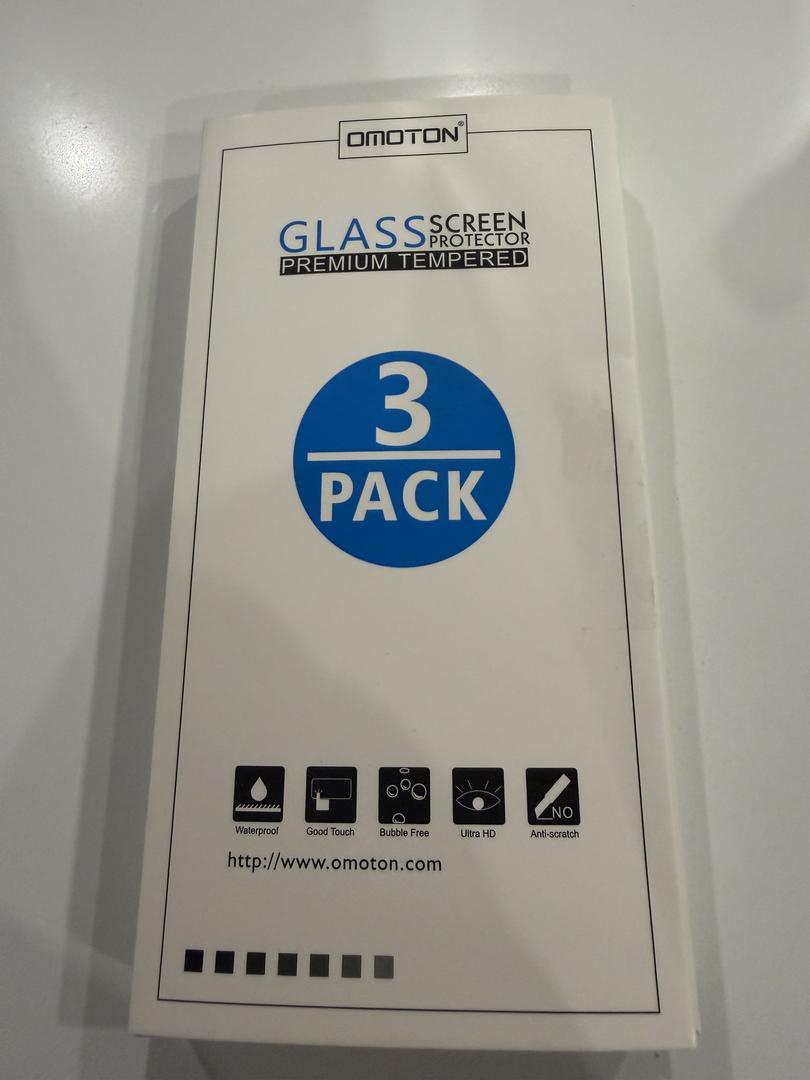 OMOTON®
GLASS SCREEN PROTECTOR
PREMIUM TEMPERED
3
PACK
NO
Waterproof Good Touch Bubble Free Ultra HD Anti-scratch
http://www.omoton.com